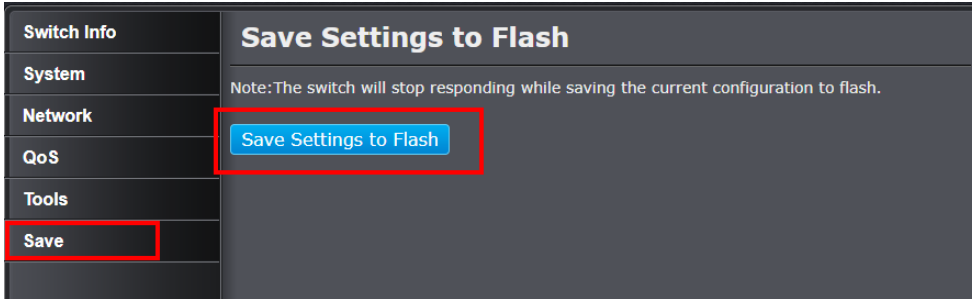 Switch Info
System
Network
QoS
Tools
Save
Save Settings to Flash
Note:The switch will stop responding while saving the current configuration to flash.
Save Settings to Flash